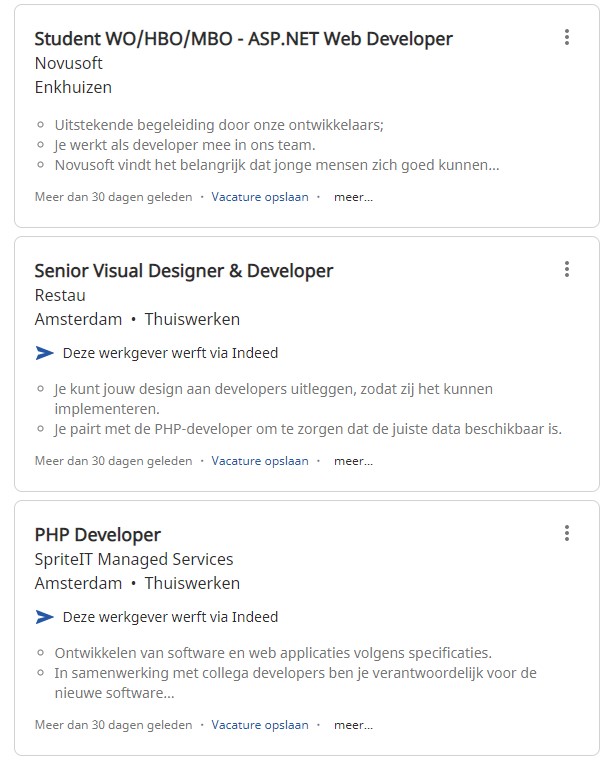 Student WO/HBO/MBO - ASP.NET Web Developer
Novusoft
Enkhuizen
Uitstekende begeleiding door onze ontwikkelaars;
Je werkt als developer mee in ons team.
Novusoft vindt het belangrijk dat jonge mensen zich goed kunnen...
Meer dan 30 dagen geleden · Vacature opslaan · meer...
Senior Visual Designer & Developer
Restau
Amsterdam • Thuiswerken
Deze werkgever werft via Indeed
Je kunt jouw design aan developers uitleggen, zodat zij het kunnen
implementeren.
Je pairt met de PHP-developer om te zorgen dat de juiste data beschikbaar is.
Meer dan 30 dagen geleden · Vacature opslaan · meer...
PHP Developer
SpriteIT Managed Services
Amsterdam • Thuiswerken
Deze werkgever werft via Indeed
Ontwikkelen van software en web applicaties volgens specificaties.
In samenwerking met collega developers ben je verantwoordelijk voor de
nieuwe software...
Meer dan 30 dagen geleden · Vacature opslaan · meer...